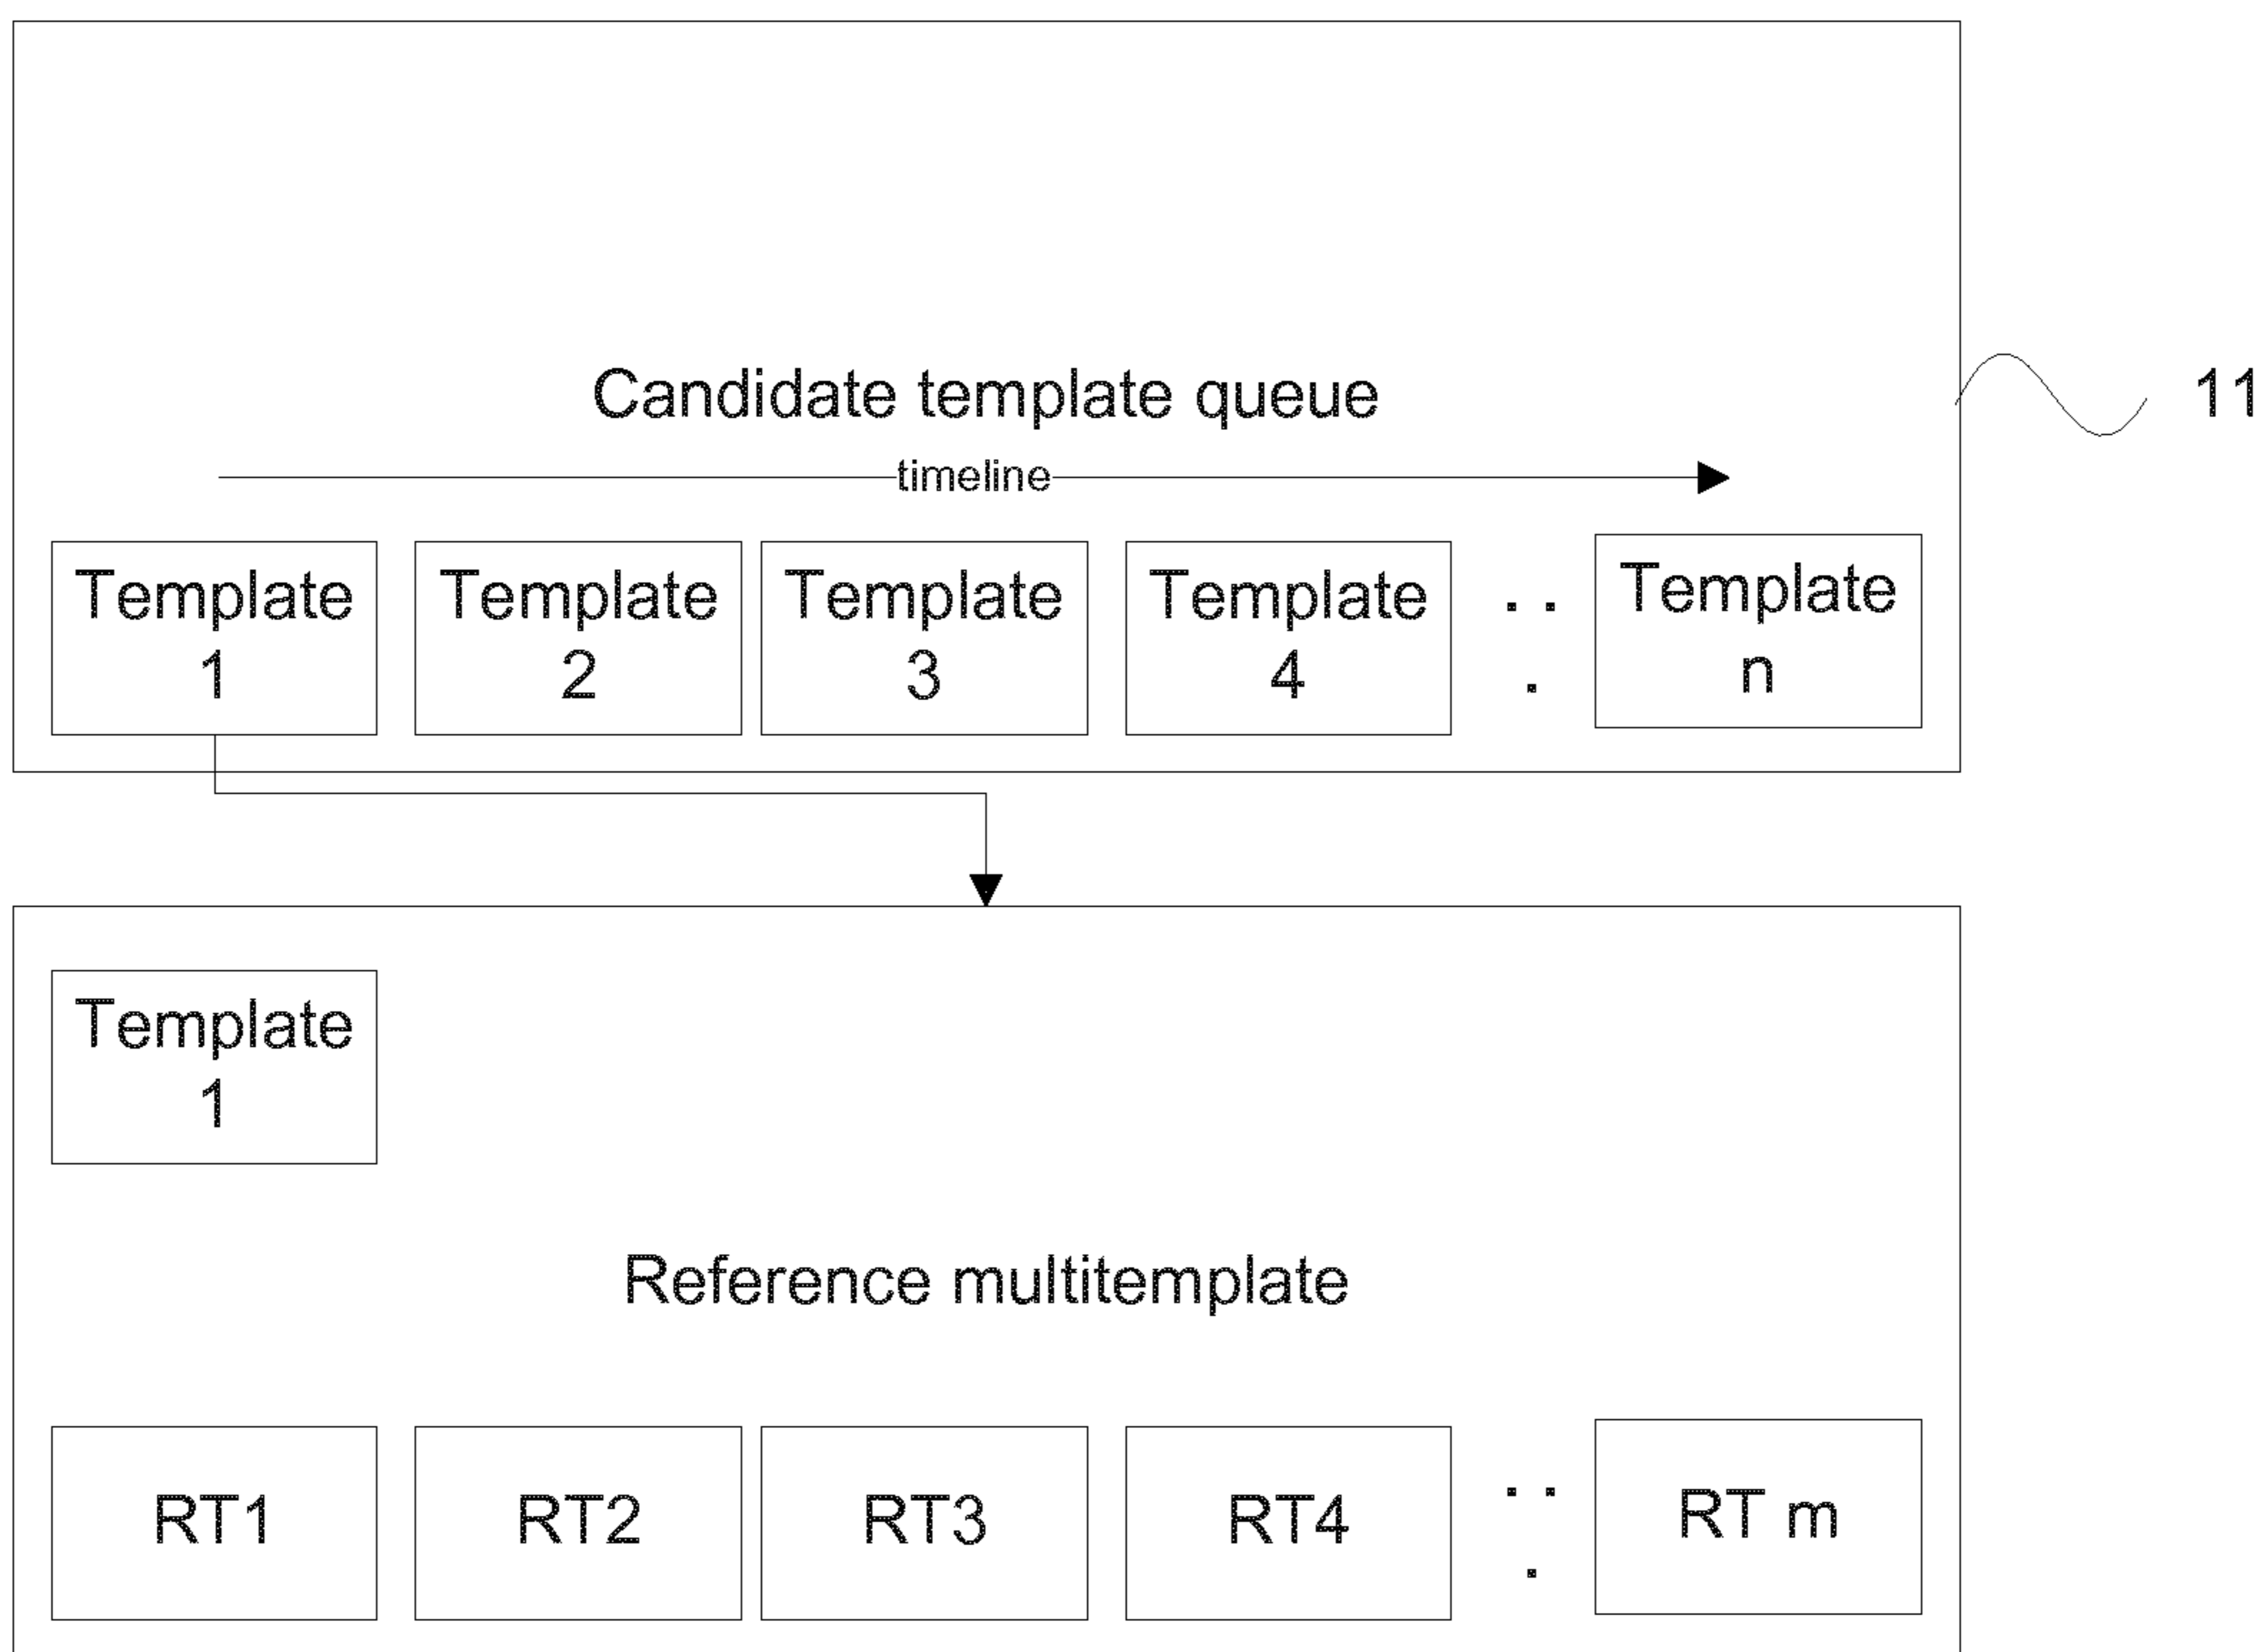 Candidate template queue
11
timeline
Template
1
Template
2
Template
3
Template
4
. .
.
Template
n
Template
1
Reference multitemplate
RT1
RT2
RT3
RT4
. .
.
RT m